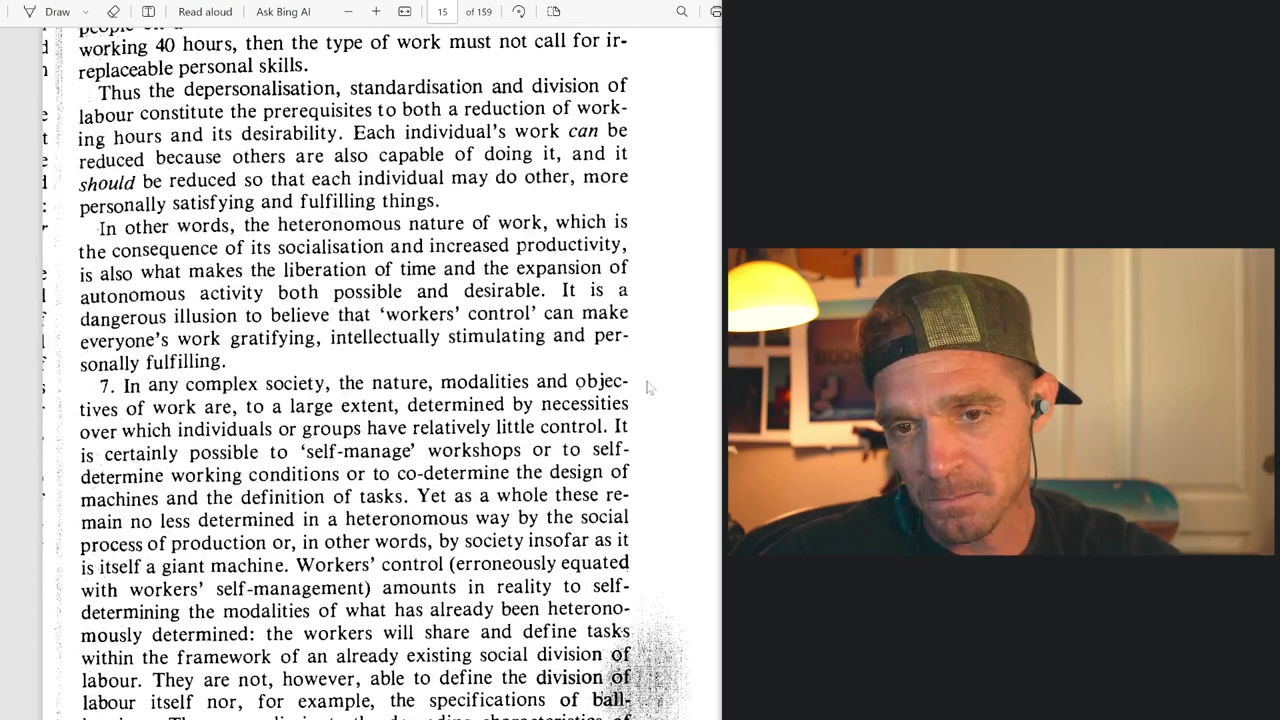 Draw
Read aloud
Ask Bing AI
15
of 159
people on a
working 40 hours, then the type of work must not call for ir-
replaceable personal skills.
Thus the depersonalisation, standardisation and division of
labour constitute the prerequisites to both a reduction of work-
ing hours and its desirability. Each individual's work can be
reduced because others are also capable of doing it, and it
should be reduced so that each individual may do other, more
personally satisfying and fulfilling things.
In other words, the heteronomous nature of work, which is
the consequence of its socialisation and increased productivity,
is also what makes the liberation of time and the expansion of
autonomous activity both possible and desirable. It is a
dangerous illusion to believe that 'workers' control' can make
everyone's work gratifying, intellectually stimulating and per-
sonally fulfilling.
7. In any complex society, the nature, modalities and objec-
tives of work are, to a large extent, determined by necessities
over which individuals or groups have relatively little control. It
is certainly possible to 'self-manage' workshops or to self-
determine working conditions or to co-determine the design of
machines and the definition of tasks. Yet as a whole these re-
main no less determined in a heteronomous way by the social
process of production or, in other words, by society insofar as it
is itself a giant machine. Workers' control (erroneously equated
with workers' self-management) amounts in reality to self-
determining the modalities of what has already been heterono-
mously determined: the workers will share and define tasks
within the framework of an already existing social division of
labour. They are not, however, able to define the division of
labour itself nor, for example, the specifications of ball-